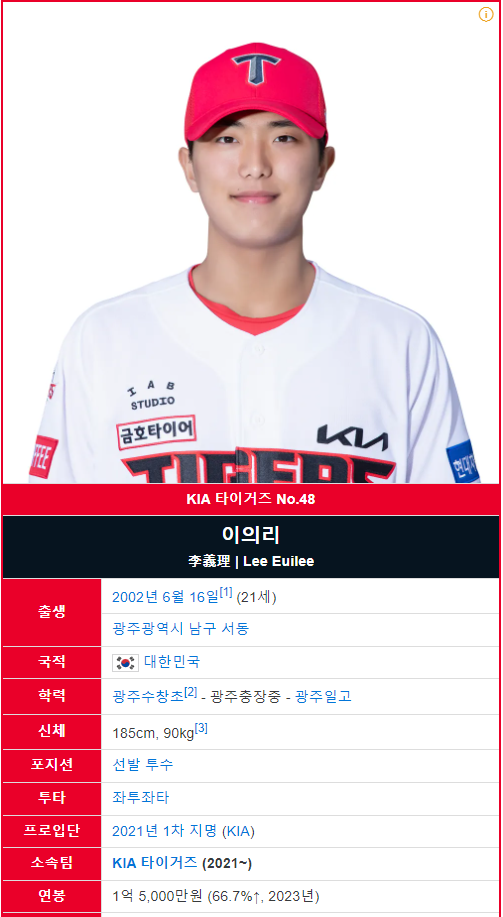 T
IAB
STUDIO
금호타이어
KIA
TIGERS
KIA 타이거즈 No.48
이의리
李義理 | Lee Euilee
출생
2002년 6월 16일[1] (21세)
광주광역시 남구 서동
국적
대한민국
학력
광주수창초[2] - 광주충장중 - 광주일고
신체
185cm, 90kg[3]
포지션
선발 투수
투타
좌투좌타
프로입단
2021년 1차 지명 (KIA)
소속팀
KIA 타이거즈 (2021~)
연봉
1억 5,000만원 (66.7%↑, 2023년)